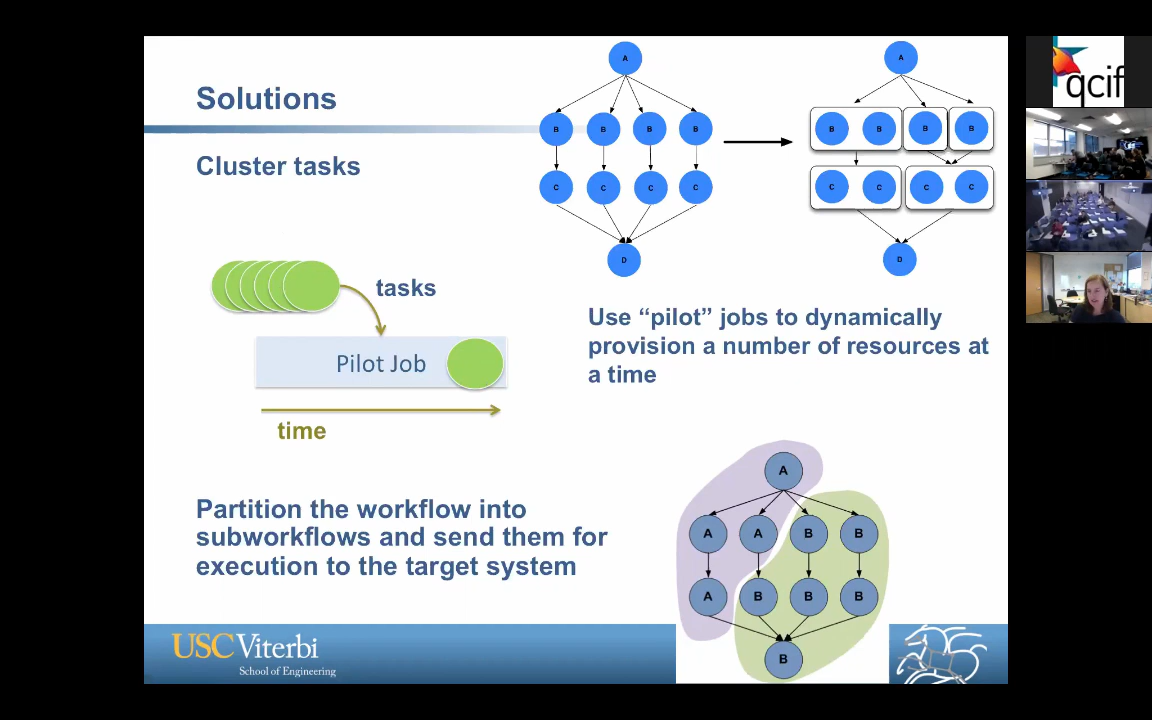 Solutions
Cluster tasks
A
B B B B
C C C C
D
A
B B B B
C C C C
D
tasks
Pilot Job
time
Use “pilot” jobs to dynamically
provision a number of resources at
a time
Partition the workflow into
subworkflows and send them for
execution to the target system
A
A A B B
A B B B
B
USC Viterbi
School of Engineering
qcif